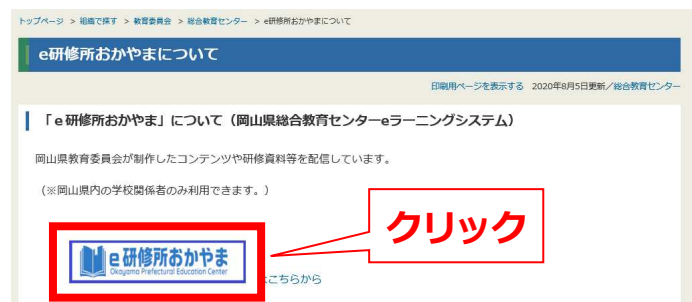 トップページ > 組織で探す > 教育委員会 > 総合教育センター > e研修所おかやまについて
e研修所おかやまについて
印刷用ページを表示する 2020年8月5日更新/総合教育センター
「e研修所おかやま」について（岡山県総合教育センターeラーニングシステム）
岡山県教育委員会が制作したコンテンツや研修資料等を配信しています。
（※岡山県内の学校関係者のみ利用できます。）
クリック
e研修所おかやま
Okayama Prefectural Education Center
こちらから